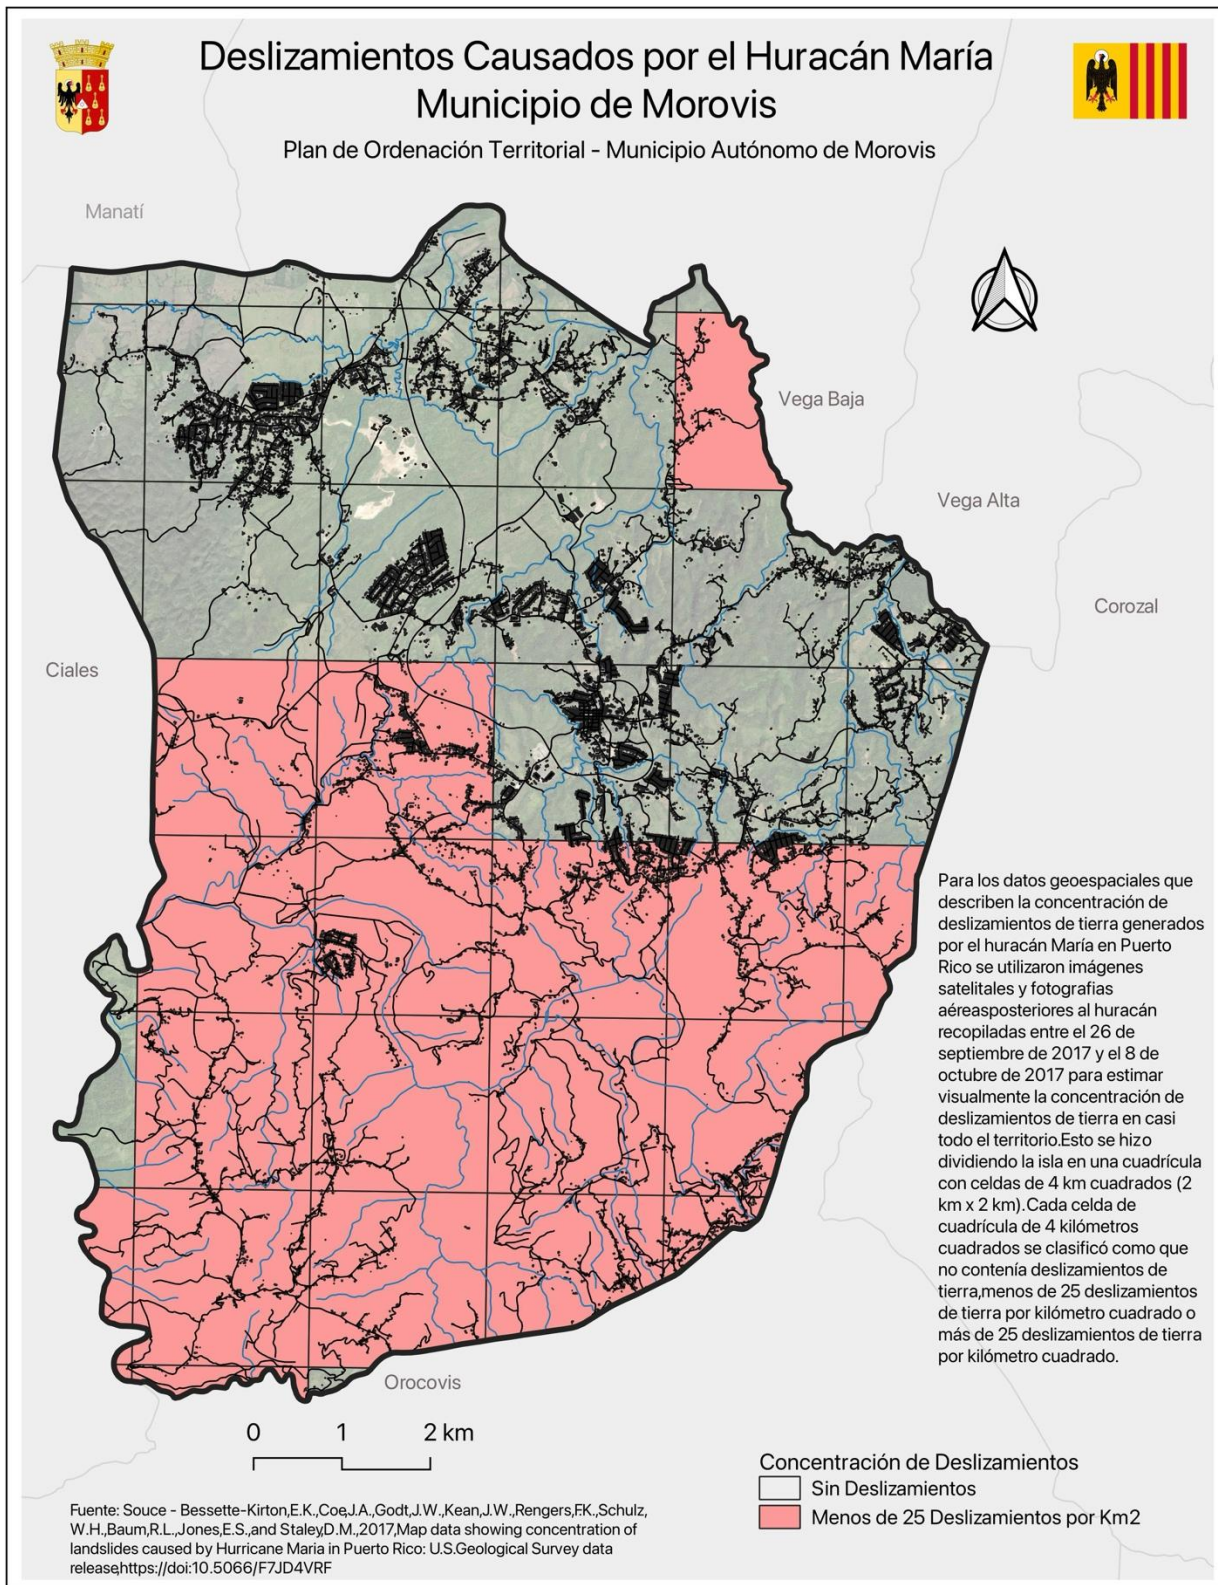 Deslizamientos Causados por el Huracán María
Municipio de Morovis
Plan de Ordenación Territorial - Municipio Autónomo de Morovis
Manatí
Vega Baja
Vega Alta
Corozal
Ciales
Para los datos geoespaciales que
describen la concentración de
deslizamientos de tierra generados
por el huracán María en Puerto
Rico se utilizaron imágenes
satelitales y fotografias
aéreasposteriores al huracán
recopiladas entre el 26 de
septiembre de 2017 y el 8 de
octubre de 2017 para estimar
visualmente la concentración de
deslizamientos de tierra en casi
todo el territorio.Esto se hizo
dividiendo la isla en una cuadrícula
con celdas de 4 km cuadrados (2
km x 2 km).Cada celda de
cuadrícula de 4 kilómetros
cuadrados se clasificó como que
no contenía deslizamientos de
tierra,menos de 25 deslizamientos
de tierra por kilómetro cuadrado o
más de 25 deslizamientos de tierra
por kilómetro cuadrado.
Orocovis
0 1 2 km
Concentración de Deslizamientos
Sin Deslizamientos
Menos de 25 Deslizamientos por Km2
Fuente: Souce - Bessette-Kirton,E.K.,Coe,J.A.,Godt,J.W.,Kean,J.W.,Rengers,F.K.,Schulz,
W.H.,Baum,R.L.,Jones,E.S.,and Staley,D.M.,2017,Map data showing concentration of
landslides caused by Hurricane Maria in Puerto Rico: U.S.Geological Survey data
release,https://doi:10.5066/F7JD4VRF